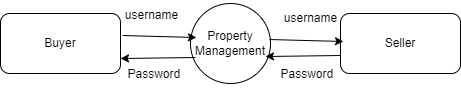 username
username
Buyer
Property
Management
Seller
Password
Password